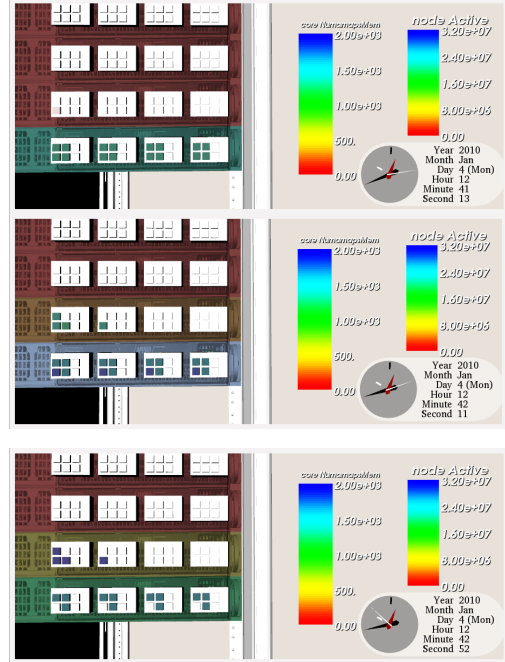 core NumamapsMem
node Active
2.00e+03
3.20e+07
1.50e+03
2.40e+07
1.00e+03
1.60e+07
500.
8.00e+06
0.00
0.00
Year 2010
Month Jan
Day 4 (Mon)
Hour 12
Minute 41
Second 13
core NumamapsMem
node Active
2.00e+03
3.20e+07
1.50e+03
2.40e+07
1.00e+03
1.60e+07
500.
8.00e+06
0.00
0.00
Year 2010
Month Jan
Day 4 (Mon)
Hour 12
Minute 42
Second 11
core NumamapsMem
node Active
2.00e+03
3.20e+07
1.50e+03
2.40e+07
1.00e+03
1.60e+07
500.
8.00e+06
0.00
0.00
Year 2010
Month Jan
Day 4 (Mon)
Hour 12
Minute 42
Second 52